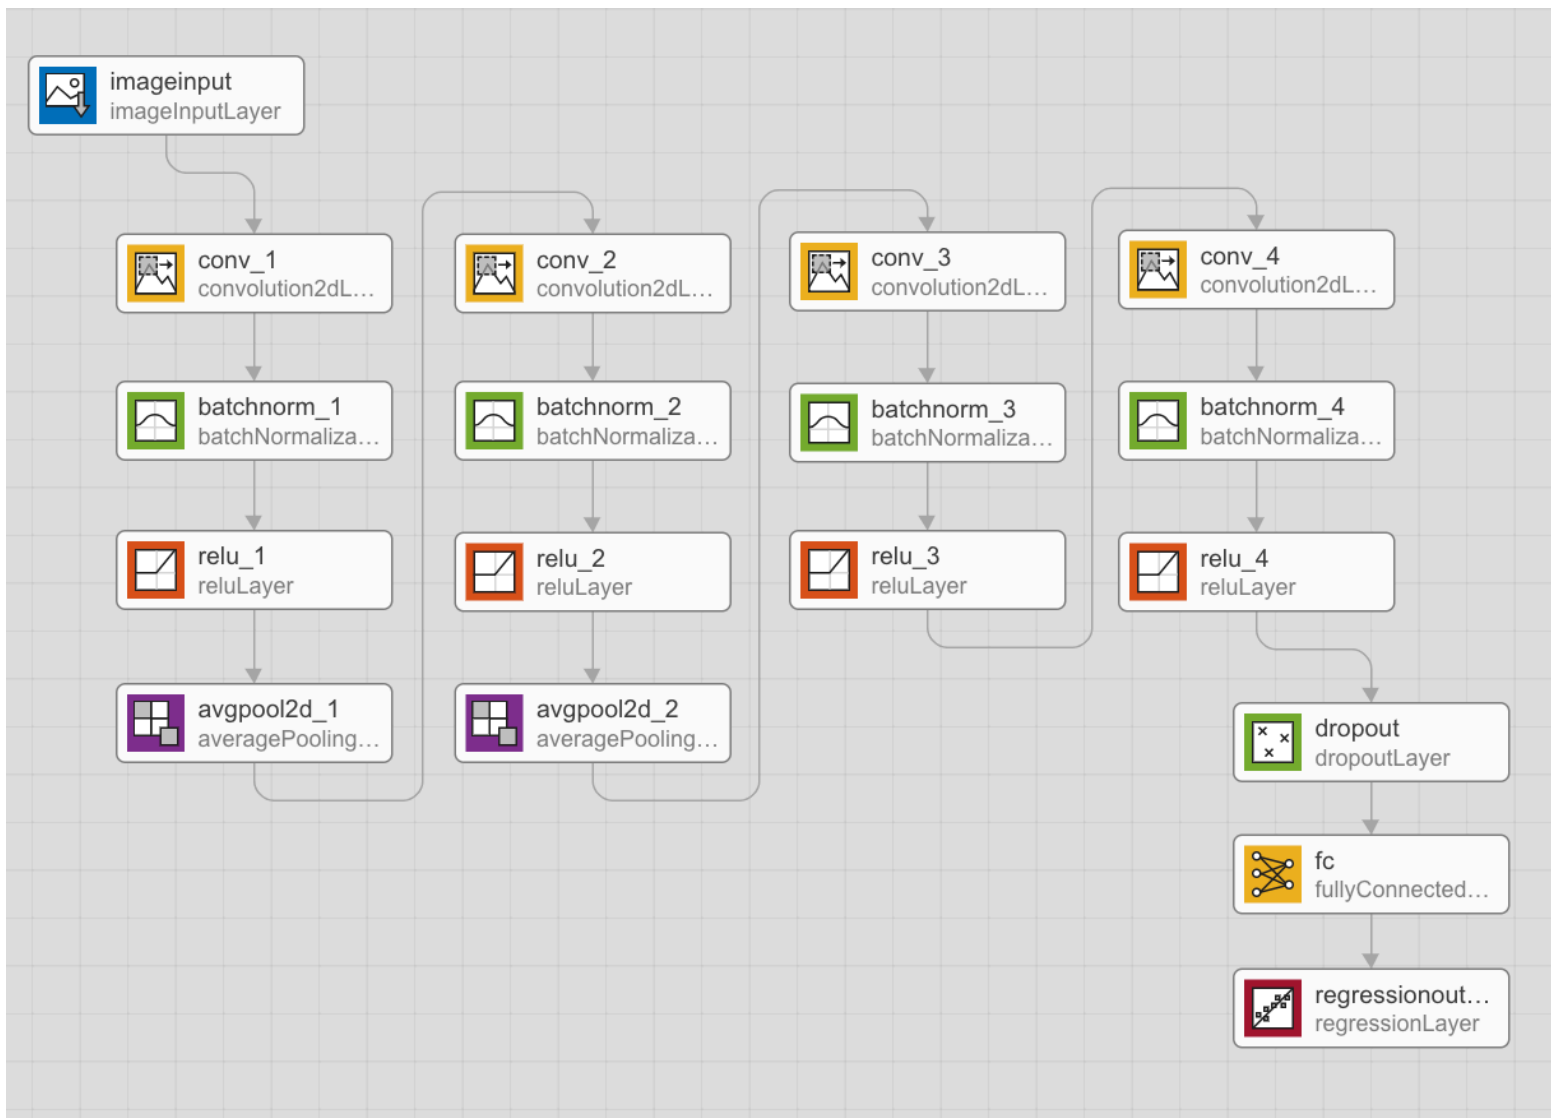 imageinput
imageInputLayer
conv_1
convolution2dL...
batchnorm_1
batchNormaliza...
relu_1
reluLayer
avgpool2d_1
averagePooling...
conv_2
convolution2dL...
batchnorm_2
batchNormaliza...
relu_2
reluLayer
avgpool2d_2
averagePooling...
conv_3
convolution2dL...
batchnorm_3
batchNormaliza...
relu_3
reluLayer
conv_4
convolution2dL...
batchnorm_4
batchNormaliza...
relu_4
reluLayer
dropout
dropoutLayer
fc
fullyConnected...
regressionout...
regressionLayer